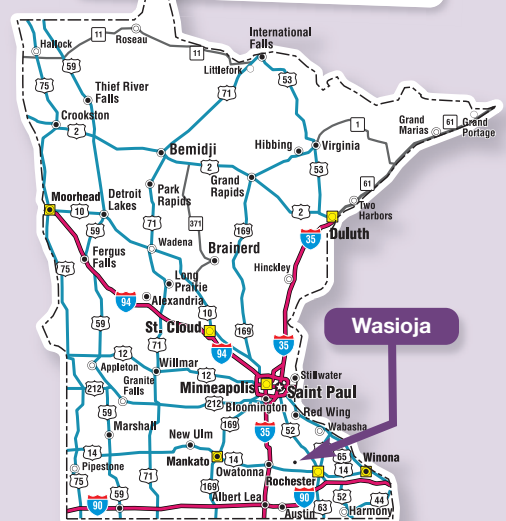 11
Roseau
Hallock
International
Falls
11
Littlefork
59
53
75
71
Thief River
Falls
Crookston
2
1
Grand
Marias
61
Grand
Portage
Bemidji
Hibbing
Virginia
2
Grand
Rapids
53
61
Park
Rapids
Two
Harbors
Moorhead
10
Detroit
Lakes
371
169
2
Duluth
59
71
Wadena
Brainerd
35
Fergus
Falls
75
Hinckley
Long
Prairie
94
Alexandria
10
St. Cloud
169
35
59
94
Wasioja
12
71
Appleton
Willmar
12
Stillwater
Granite
Falls
Minneapolis
Saint Paul
212
Bloomington
212
Red Wing
Marshall
New Ulm
35
52
Wabasha
14
14
169
65
Winona
Pipestone
Mankato
Owatonna
14
75
71
169
Rochester
90
59
Albert Lea
90
Austin
63
52
44
Harmony